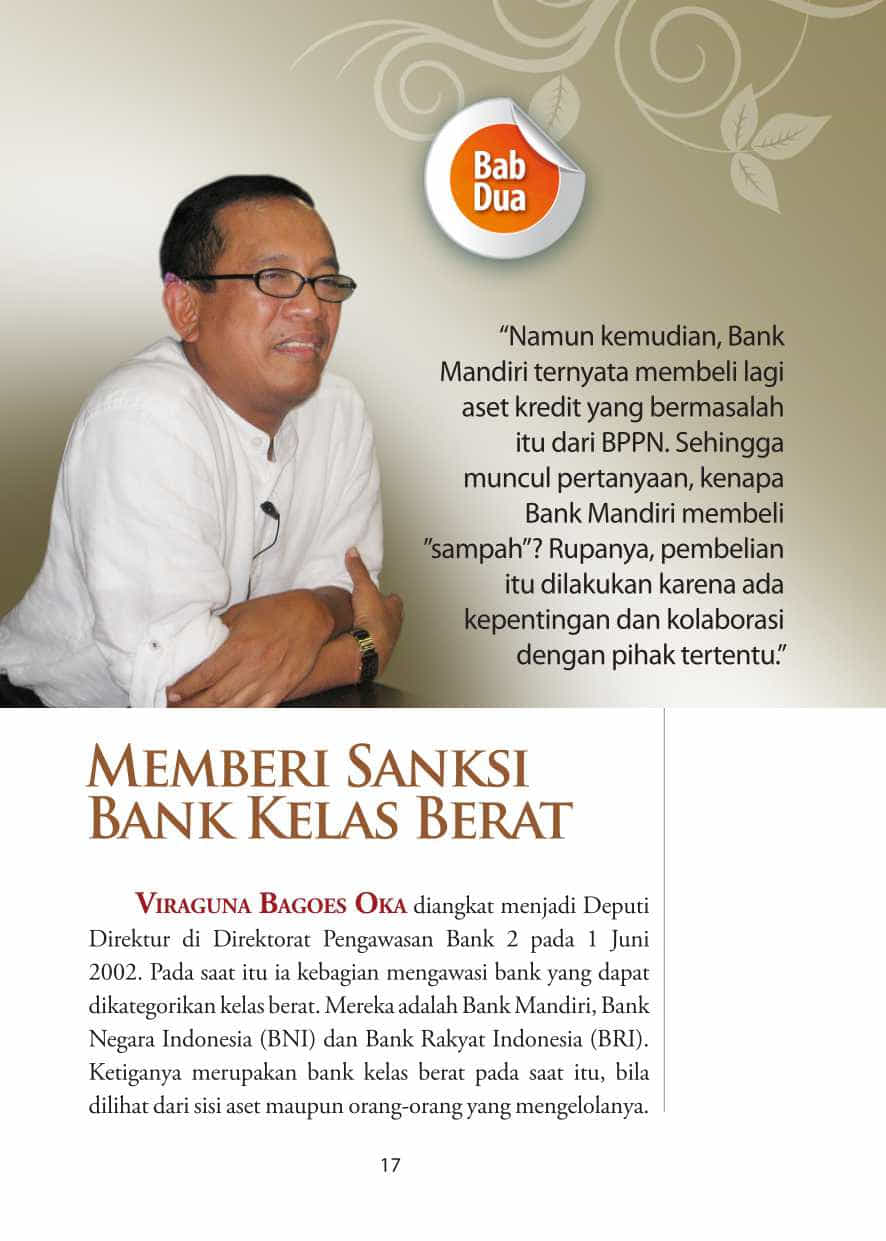 Bab
Dua
“Namun kemudian, Bank
Mandiri ternyata membeli lagi
aset kredit yang bermasalah
itu dari BPPN. Sehingga
muncul pertanyaan, kenapa
Bank Mandiri membeli
”sampah”? Rupanya, pembelian
itu dilakukan karena ada
kepentingan dan kolaborasi
dengan pihak tertentu.”
MEMBERI SANKSI
BANK KELAS BERAT
VIRAGUNA BAGOES OKA diangkat menjadi Deputi
Direktur di Direktorat Pengawasan Bank 2 pada 1 Juni
2002. Pada saat itu ia kebagian mengawasi bank yang dapat
dikategorikan kelas berat. Mereka adalah Bank Mandiri, Bank
Negara Indonesia (BNI) dan Bank Rakyat Indonesia (BRI).
Ketiganya merupakan bank kelas berat pada saat itu, bila
dilihat dari sisi aset maupun orang-orang yang mengelolanya.
17